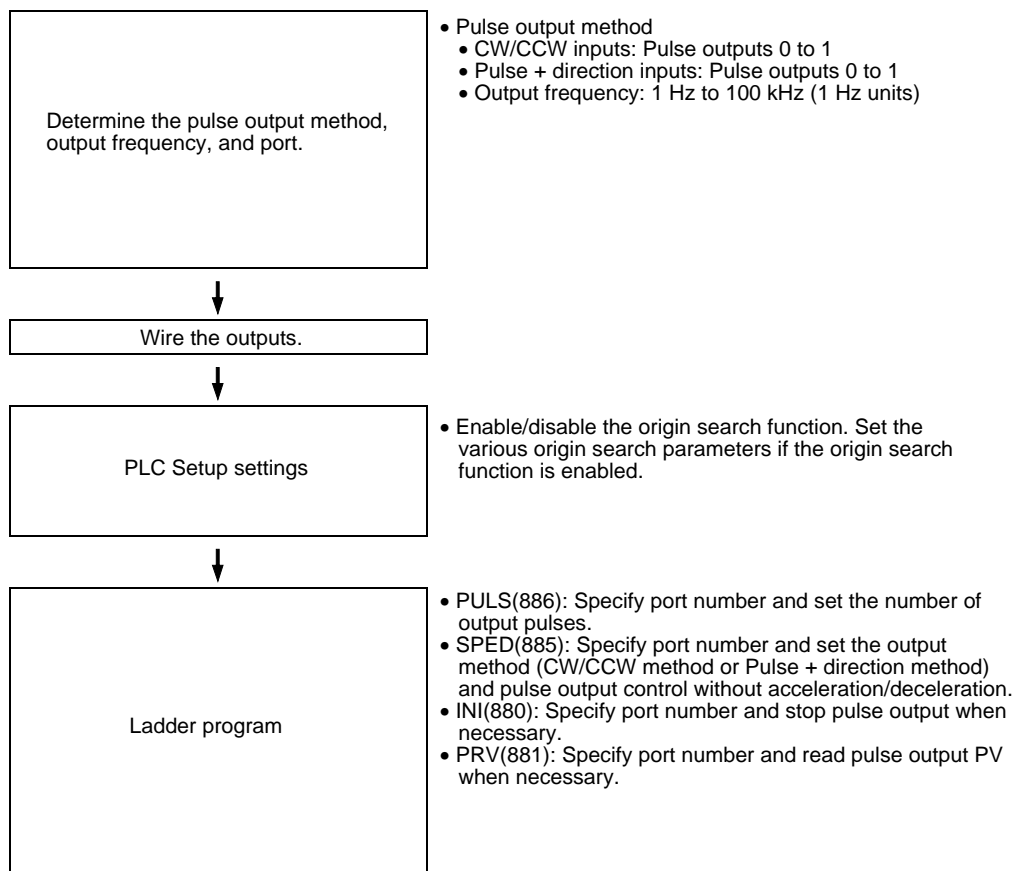 Determine the pulse output method,
output frequency, and port.
• Pulse output method
• CW/CCW inputs: Pulse outputs 0 to 1
• Pulse + direction inputs: Pulse outputs 0 to 1
• Output frequency: 1 Hz to 100 kHz (1 Hz units)
Wire the outputs.
PLC Setup settings
• Enable/disable the origin search function. Set the
various origin search parameters if the origin search
function is enabled.
Ladder program
• PULS(886): Specify port number and set the number of
output pulses.
• SPED(885): Specify port number and set the output
method (CW/CCW method or Pulse + direction method)
and pulse output control without acceleration/deceleration.
• INI(880): Specify port number and stop pulse output when
necessary.
• PRV(881): Specify port number and read pulse output PV
when necessary.